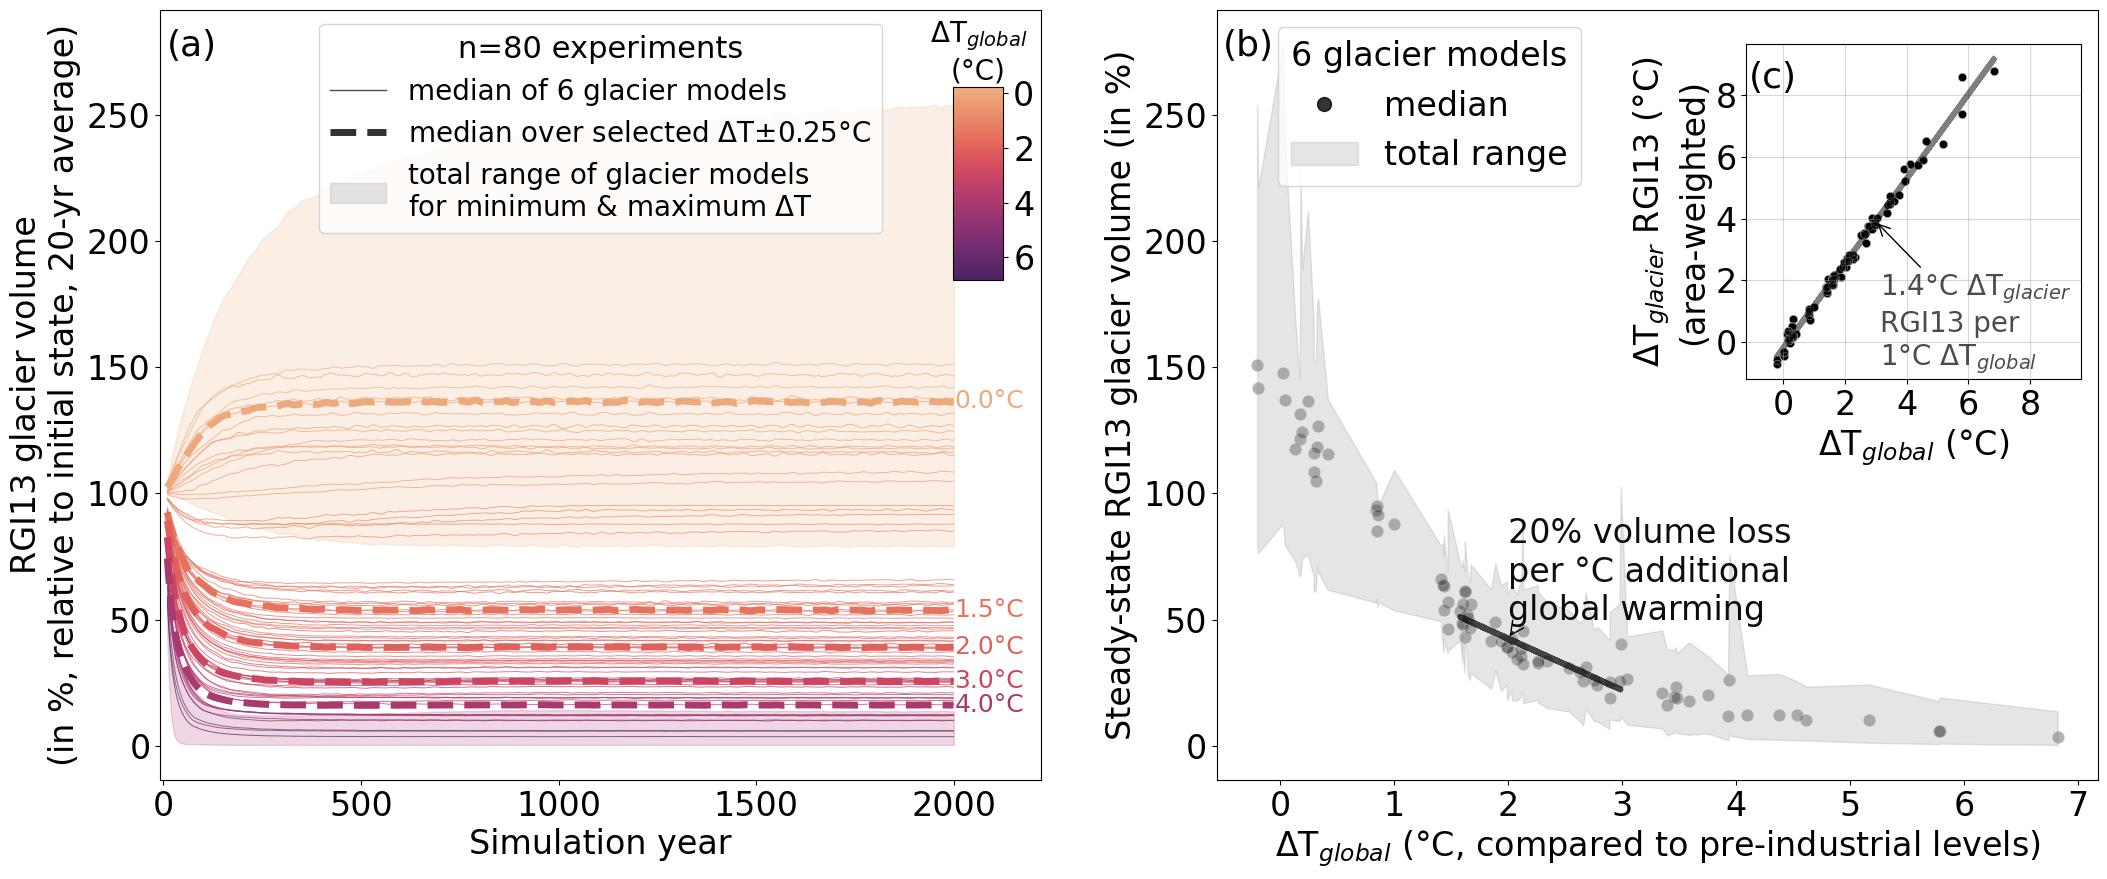 (a)
n=80 experiments
median of 6 glacier models
median over selected ΔT±0.25°C
total range of glacier models
for minimum & maximum ΔT
ΔT_global
(°C)
0
2
4
6
RGI13 glacier volume
(in %, relative to initial state, 20-yr average)
250
200
150
100
50
0
0.0°C
1.5°C
2.0°C
3.0°C
4.0°C
0
500
1000
1500
2000
Simulation year
(b)
6 glacier models
median
total range
Steady-state RGI13 glacier volume (in %)
250
200
150
100
50
0
20% volume loss
per °C additional
global warming
0
1
2
3
4
5
6
7
ΔT_global (°C, compared to pre-industrial levels)
(c)
ΔT_glacier RGI13 (°C)
(area-weighted)
8
6
4
2
0
1.4°C ΔT_glacier
RGI13 per
1°C ΔT_global
0
2
4
6
8
ΔT_global (°C)